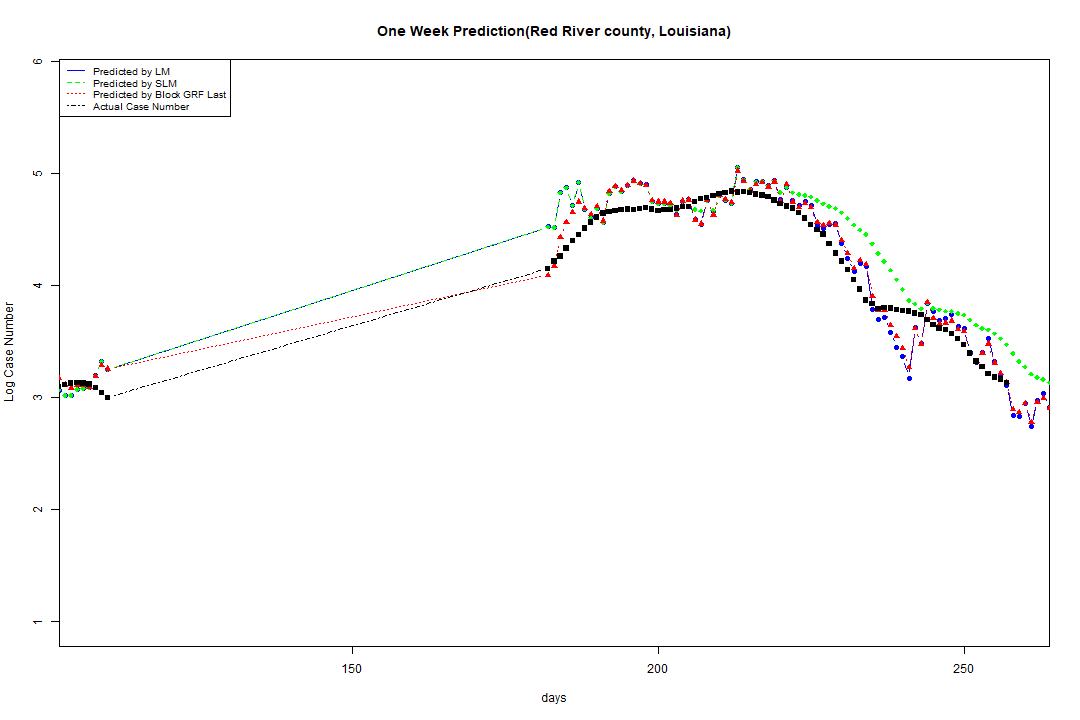 One Week Prediction(Red River county, Louisiana)
Predicted by LM
Predicted by SLM
Predicted by Block GRF Last
Actual Case Number
6
5
4
3
2
1
Log Case Number
150 200 250
days